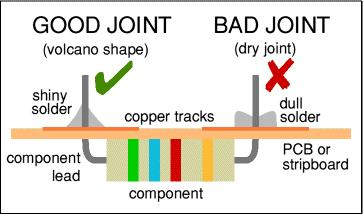 GOOD JOINT
(volcano shape)
BAD JOINT
(dry joint)
shiny
solder
copper tracks
dull
solder
component
lead
PCB or
stripboard
component